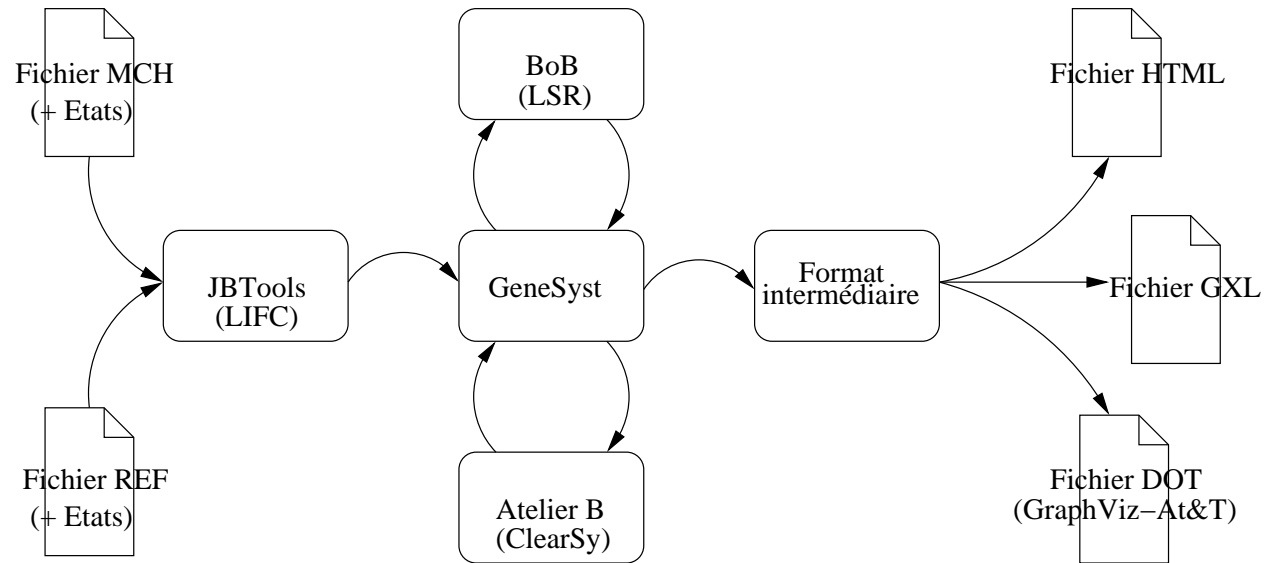 Fichier MCH
(+ Etats)
BoB
(LSR)
Fichier HTML
JBTools
(LIFC)
GeneSyst
Format
intermédiaire
Fichier GXL
Fichier REF
(+ Etats)
Atelier B
(ClearSy)
Fichier DOT
(GraphViz−At&T)